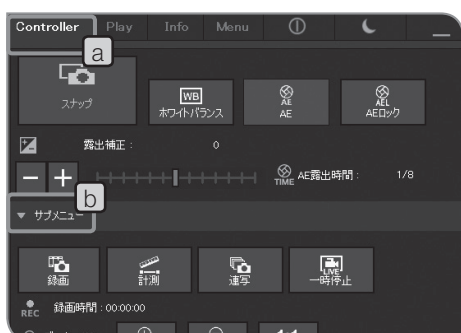 Controller Play Info Menu
a
スナップ
WB ホワイトバランス
AE AE
AEL AEロック
露出補正 : 0
TIME AE露出時間 : 1/8
b
サブメニュー
録画 計測 連写 LIVE 一時停止
REC 録画時間 : 00:00:00